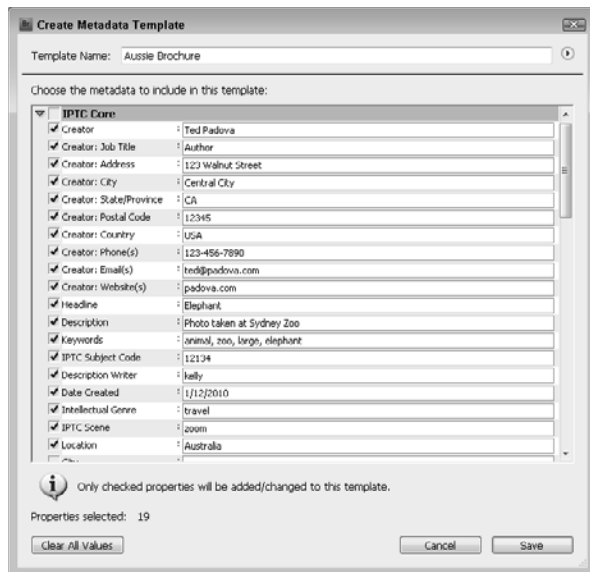 Create Metadata Template
Template Name: Aussie Brochure
Choose the metadata to include in this template:
IPTC Core
Creator : Ted Padova
Creator: Job Title : Author
Creator: Address : 123 Walnut Street
Creator: City : Central City
Creator: State/Province : CA
Creator: Postal Code : 12345
Creator: Country : USA
Creator: Phone(s) : 123-456-7890
Creator: Email(s) : ted@padova.com
Creator: Website(s) : padova.com
Headline : Elephant
Description : Photo taken at Sydney Zoo
Keywords : animal, zoo, large, elephant
IPTC Subject Code : 12134
Description Writer : kelly
Date Created : 1/12/2010
Intellectual Genre : travel
IPTC Scene : zoom
Location : Australia
Only checked properties will be added/changed to this template.
Properties selected: 19
Clear All Values Cancel Save